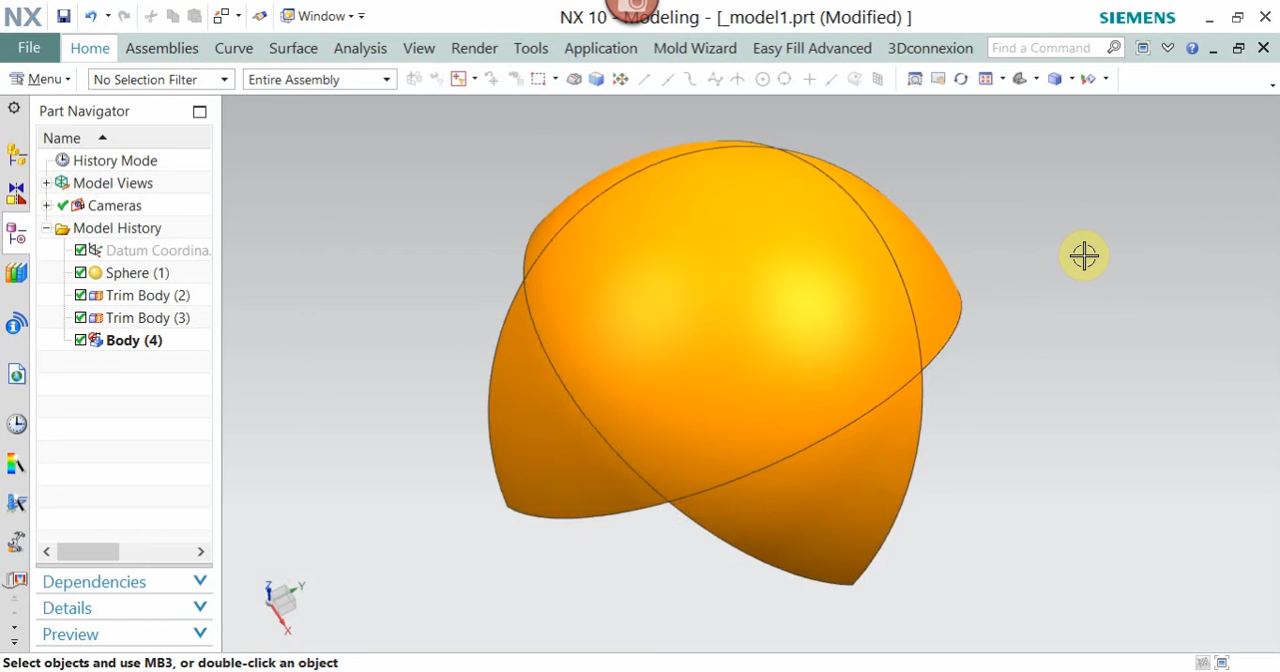 NX Window NX 10 - Modeling - [_model1.prt (Modified) ] SIEMENS
File Home Assemblies Curve Surface Analysis View Render Tools Application Mold Wizard Easy Fill Advanced 3Dconnexion Find a Command
Menu No Selection Filter Entire Assembly
Part Navigator
Name
History Mode
Model Views
Cameras
Model History
Datum Coordina.
Sphere (1)
Trim Body (2)
Trim Body (3)
Body (4)
Dependencies
Details
Preview
Z
Y
X
Select objects and use MB3, or double-click an object